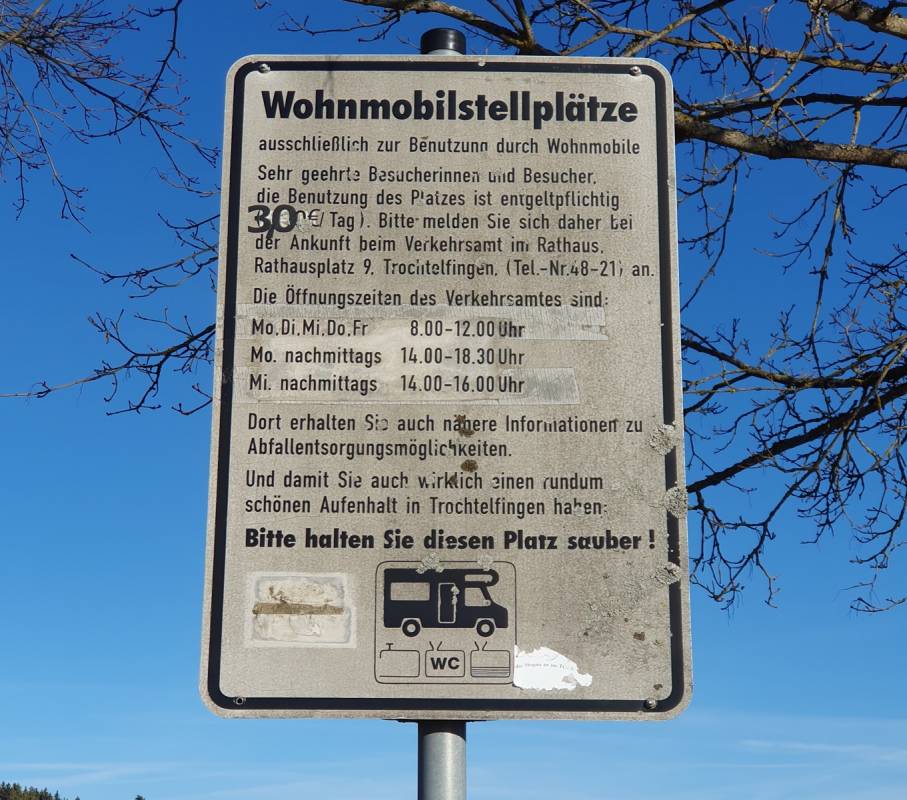 Wohnmobilstellplätze
ausschließlich zur Benutzung durch Wohnmobile
Sehr geehrte Besucherinnen und Besucher,
die Benutzung des Platzes ist entgeltpflichtig
3,00€/Tag). Bitte melden Sie sich daher bei
der Ankunft beim Verkehrsamt im Rathaus,
Rathausplatz 9, Trochtelfingen, (Tel.-Nr.48-21) an.
Die Öffnungszeiten des Verkehrsamtes sind:
Mo,Di,Mi,Do,Fr 8.00-12.00 Uhr
Mo. nachmittags 14.00-18.30 Uhr
Mi. nachmittags 14.00-16.00 Uhr
Dort erhalten Sie auch nähere Informationen zu
Abfallentsorgungsmöglichkeiten.
Und damit Sie auch wirklich einen rundum
schönen Aufenhalt in Trochtelfingen haben:
Bitte halten Sie diesen Platz sauber !
WC